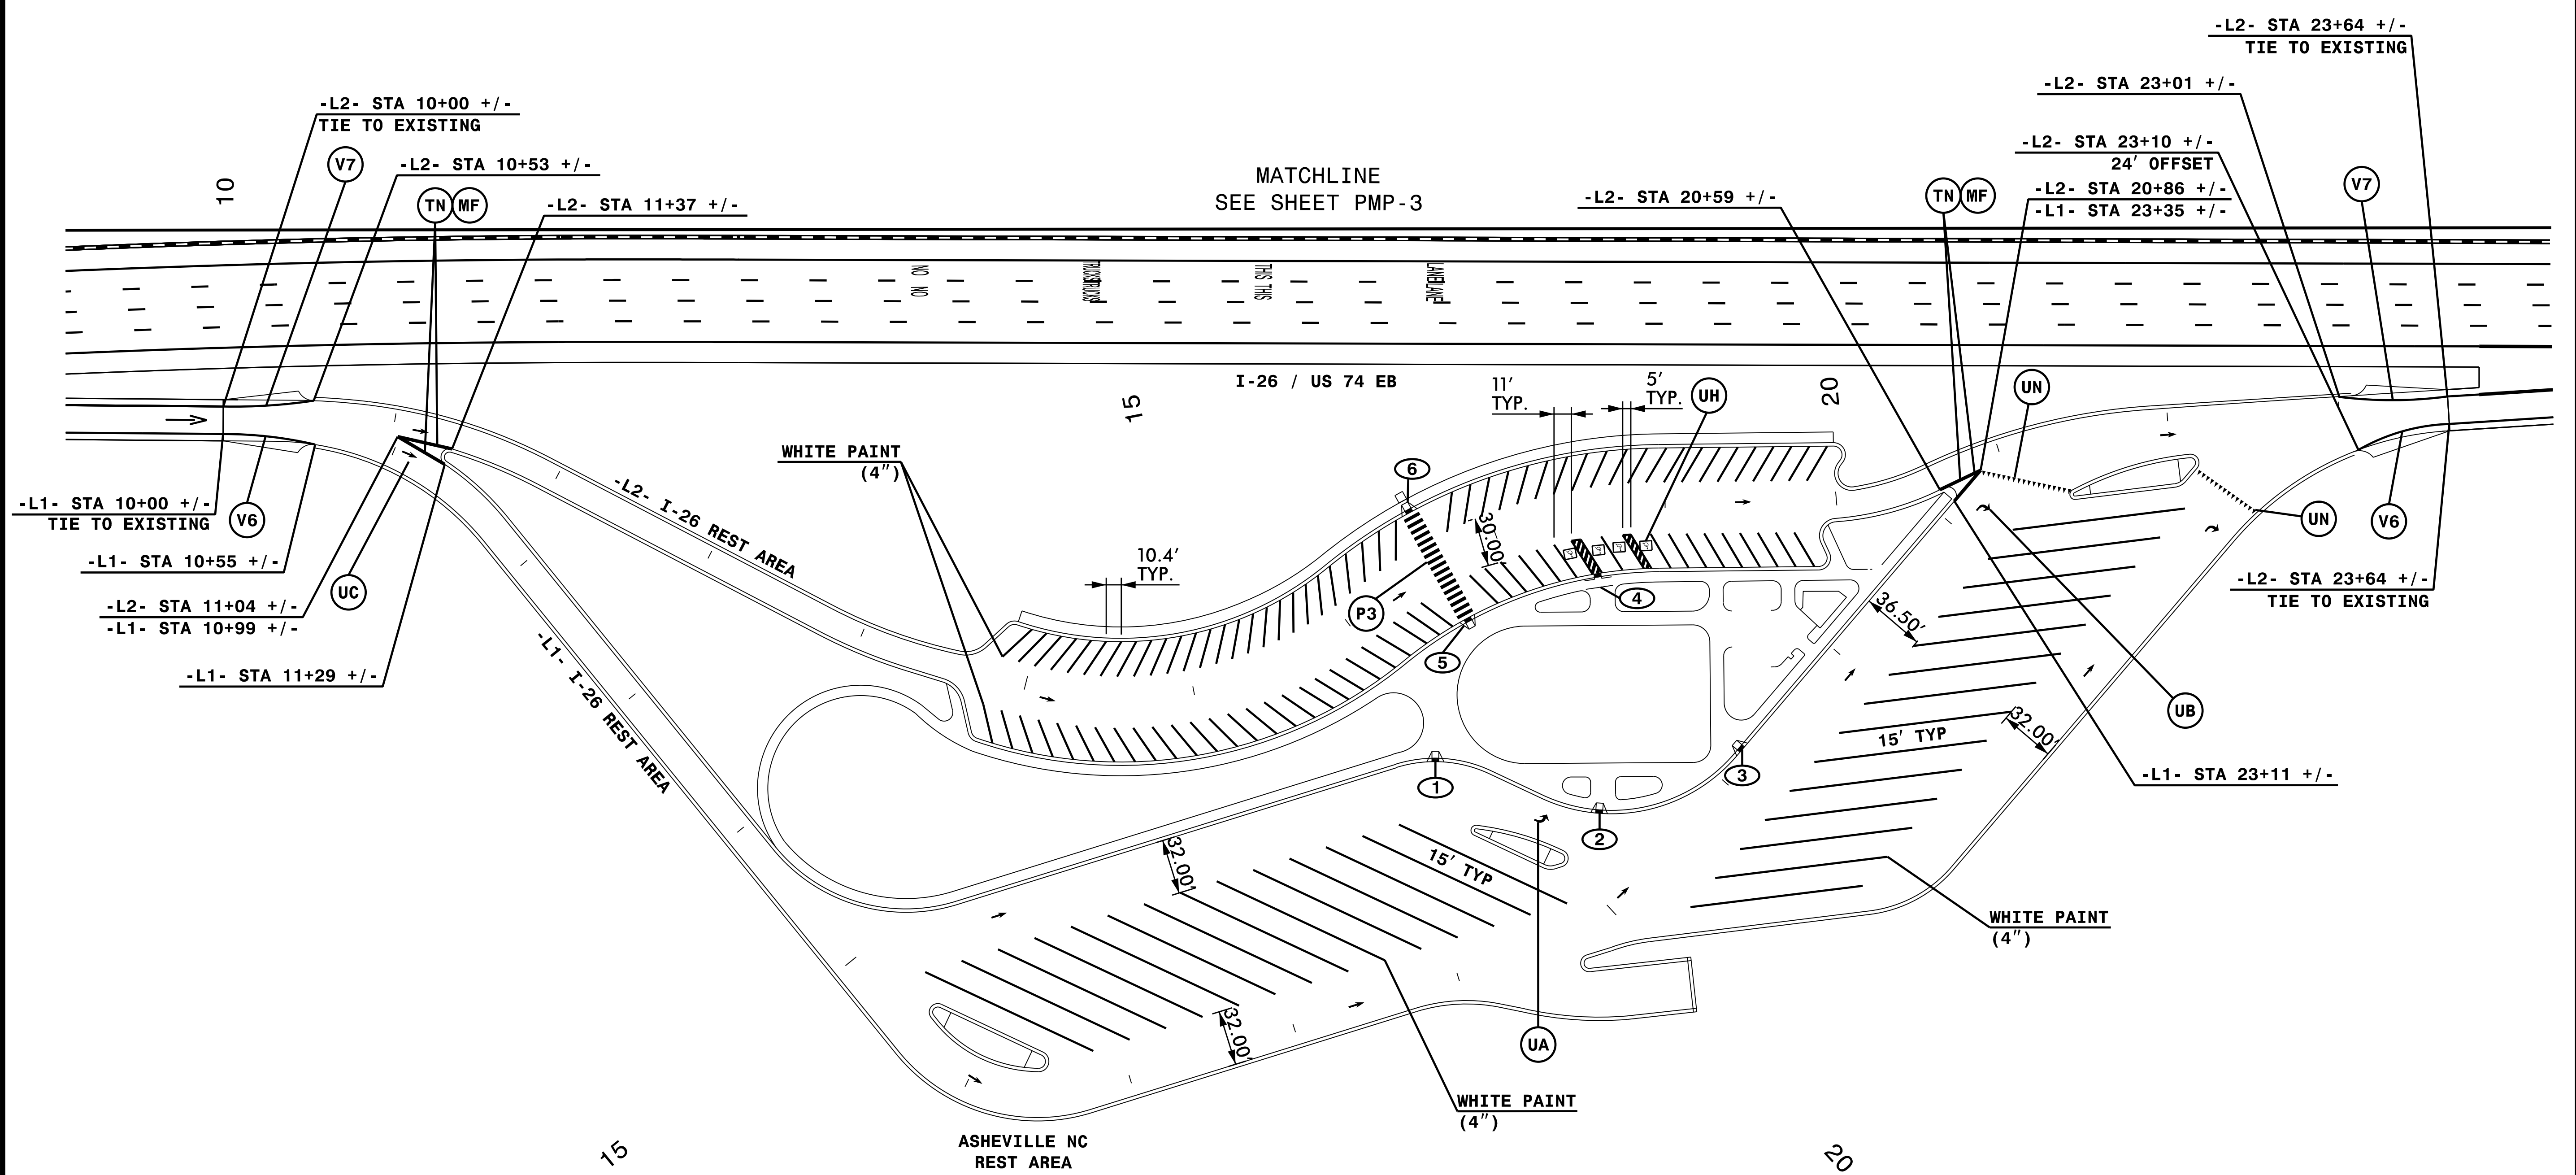 -L2- STA 23+64 +/-
TIE TO EXISTING
-L2- STA 23+01 +/-
-L2- STA 10+00 +/-
TIE TO EXISTING
-L2- STA 23+10 +/-
24' OFFSET
V7
-L2- STA 10+53 +/-
MATCHLINE
SEE SHEET PMP-3
-L2- STA 20+86 +/-
-L1- STA 23+35 +/-
V7
10
TN
MF
-L2- STA 11+37 +/-
-L2- STA 20+59 +/-
TN
MF
NO NO
TRUCKS TRUCKS
THIS THIS
LANE LANE
I-26 / US 74 EB
11'
TYP.
5'
TYP.
UH
20
UN
15
WHITE PAINT
(4")
6
-L1- STA 10+00 +/-
TIE TO EXISTING
V6
-L2- I-26 REST AREA
30.00'
UN
V6
-L1- STA 10+55 +/-
10.4'
TYP.
-L2- STA 11+04 +/-
-L1- STA 10+99 +/-
UC
P3
4
36.50'
-L2- STA 23+64 +/-
TIE TO EXISTING
-L1- STA 11+29 +/-
-L1- I-26 REST AREA
5
UB
32.00'
15' TYP
1
3
-L1- STA 23+11 +/-
2
32.00'
15' TYP
WHITE PAINT
(4")
32.00'
UA
WHITE PAINT
(4")
ASHEVILLE NC
REST AREA
15
20